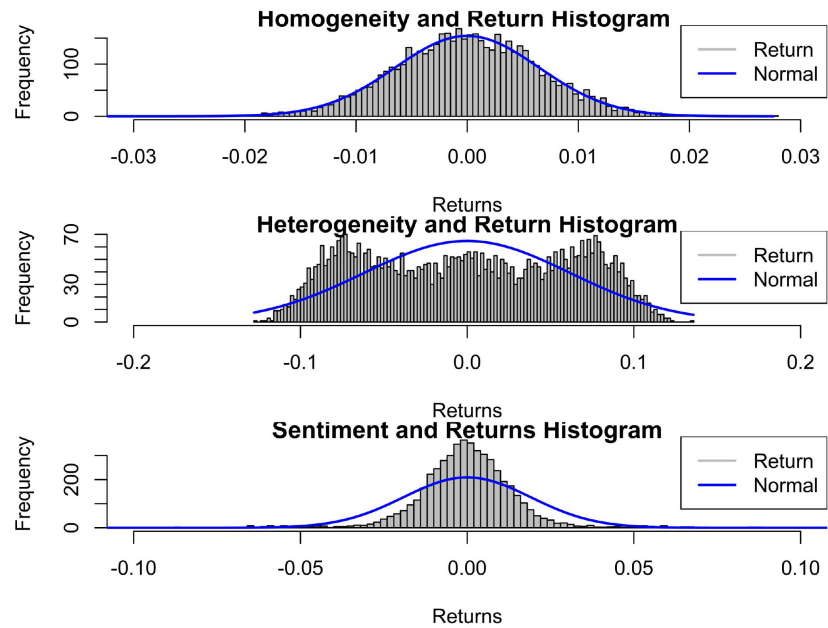 Homogeneity and Return Histogram
Frequency
100
0
Return
Normal
-0.03 -0.02 -0.01 0.00 0.01 0.02 0.03
Returns
Heterogeneity and Return Histogram
Frequency
70
30
0
Return
Normal
-0.2 -0.1 0.0 0.1 0.2
Returns
Sentiment and Returns Histogram
Frequency
200
0
Return
Normal
-0.10 -0.05 0.00 0.05 0.10
Returns